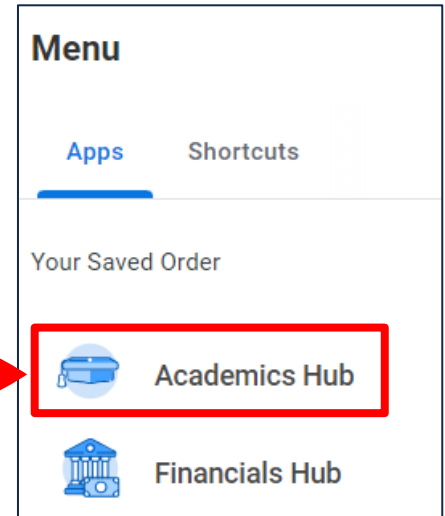 Menu
Apps Shortcuts
Your Saved Order
Academics Hub
Financials Hub